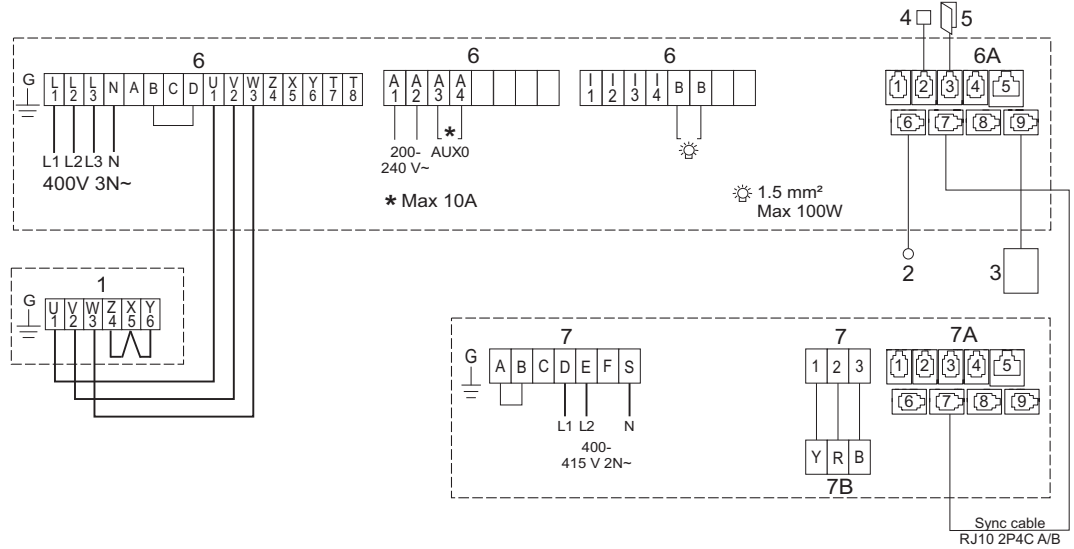 4 5
6 6 6 6A
G L1 L2 L3 N A B C D U1 V2 W3 Z4 X5 Y6 T7 T8
A1 A2 A3 A4
I1 I2 I3 I4 B B
1 2 3 4 5
6 7 8 9
L1 L2 L3 N
400V 3N~
200-
240 V~
*
AUX0
* Max 10A
1.5 mm²
Max 100W
2 3
1
G U1 V2 W3 Z4 X5 Y6
7 7 7A
G A B C D E F S
1 2 3
1 2 3 4 5
6 7 8 9
L1 L2 N
400-
415 V 2N~
Y R B
7B
Sync cable
RJ10 2P4C A/B